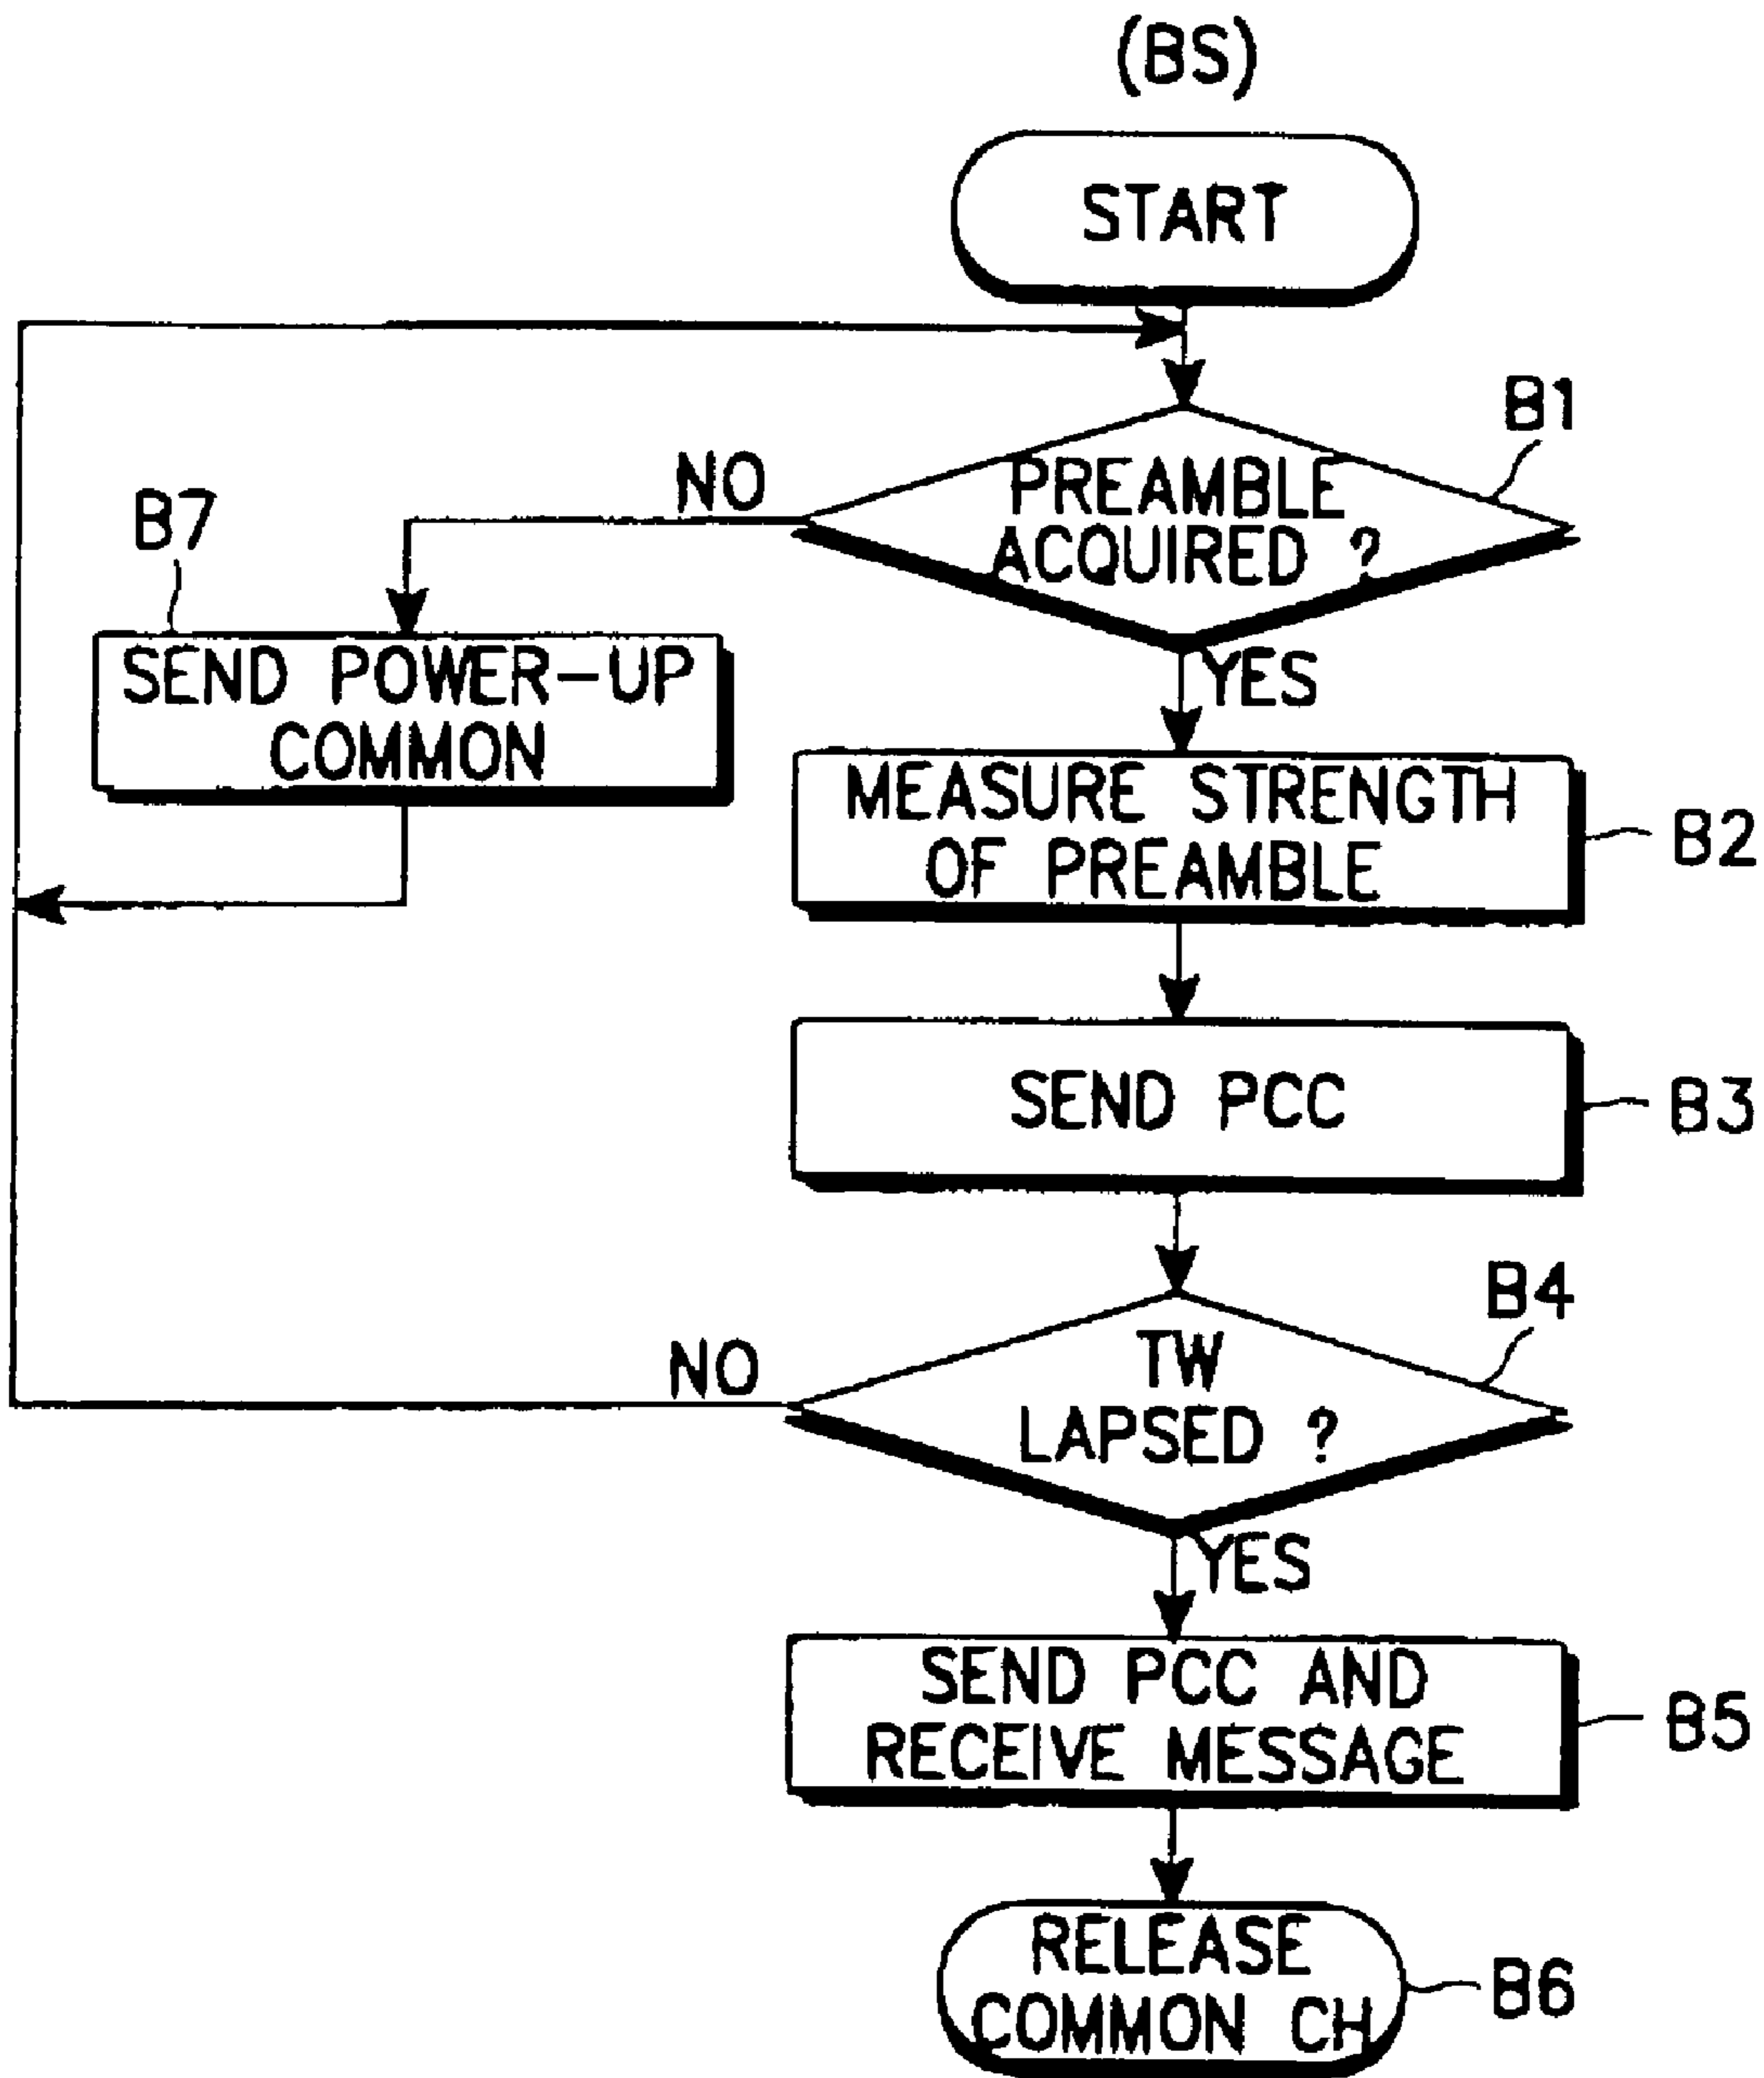 (BS)
START
B1
PREAMBLE
ACQUIRED ?
NO
YES
B7
SEND POWER-UP
COMMON
MEASURE STRENGTH
OF PREAMBLE
B2
SEND PCC
B3
B4
TW
LAPSED ?
NO
YES
SEND PCC AND
RECEIVE MESSAGE
B5
RELEASE
COMMON CH
B6